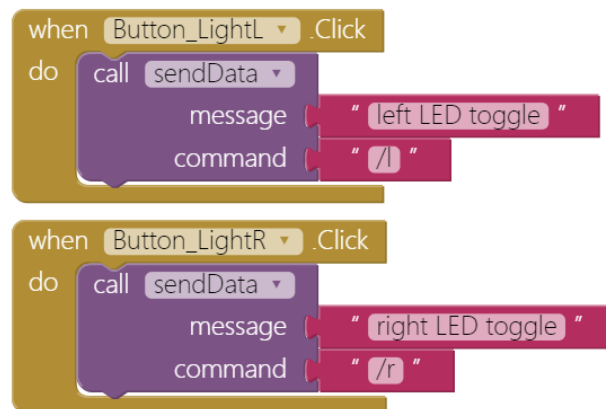 when Button_LightL .Click
do call sendData
message " left LED toggle "
command " /l "
when Button_LightR .Click
do call sendData
message " right LED toggle "
command " /r "